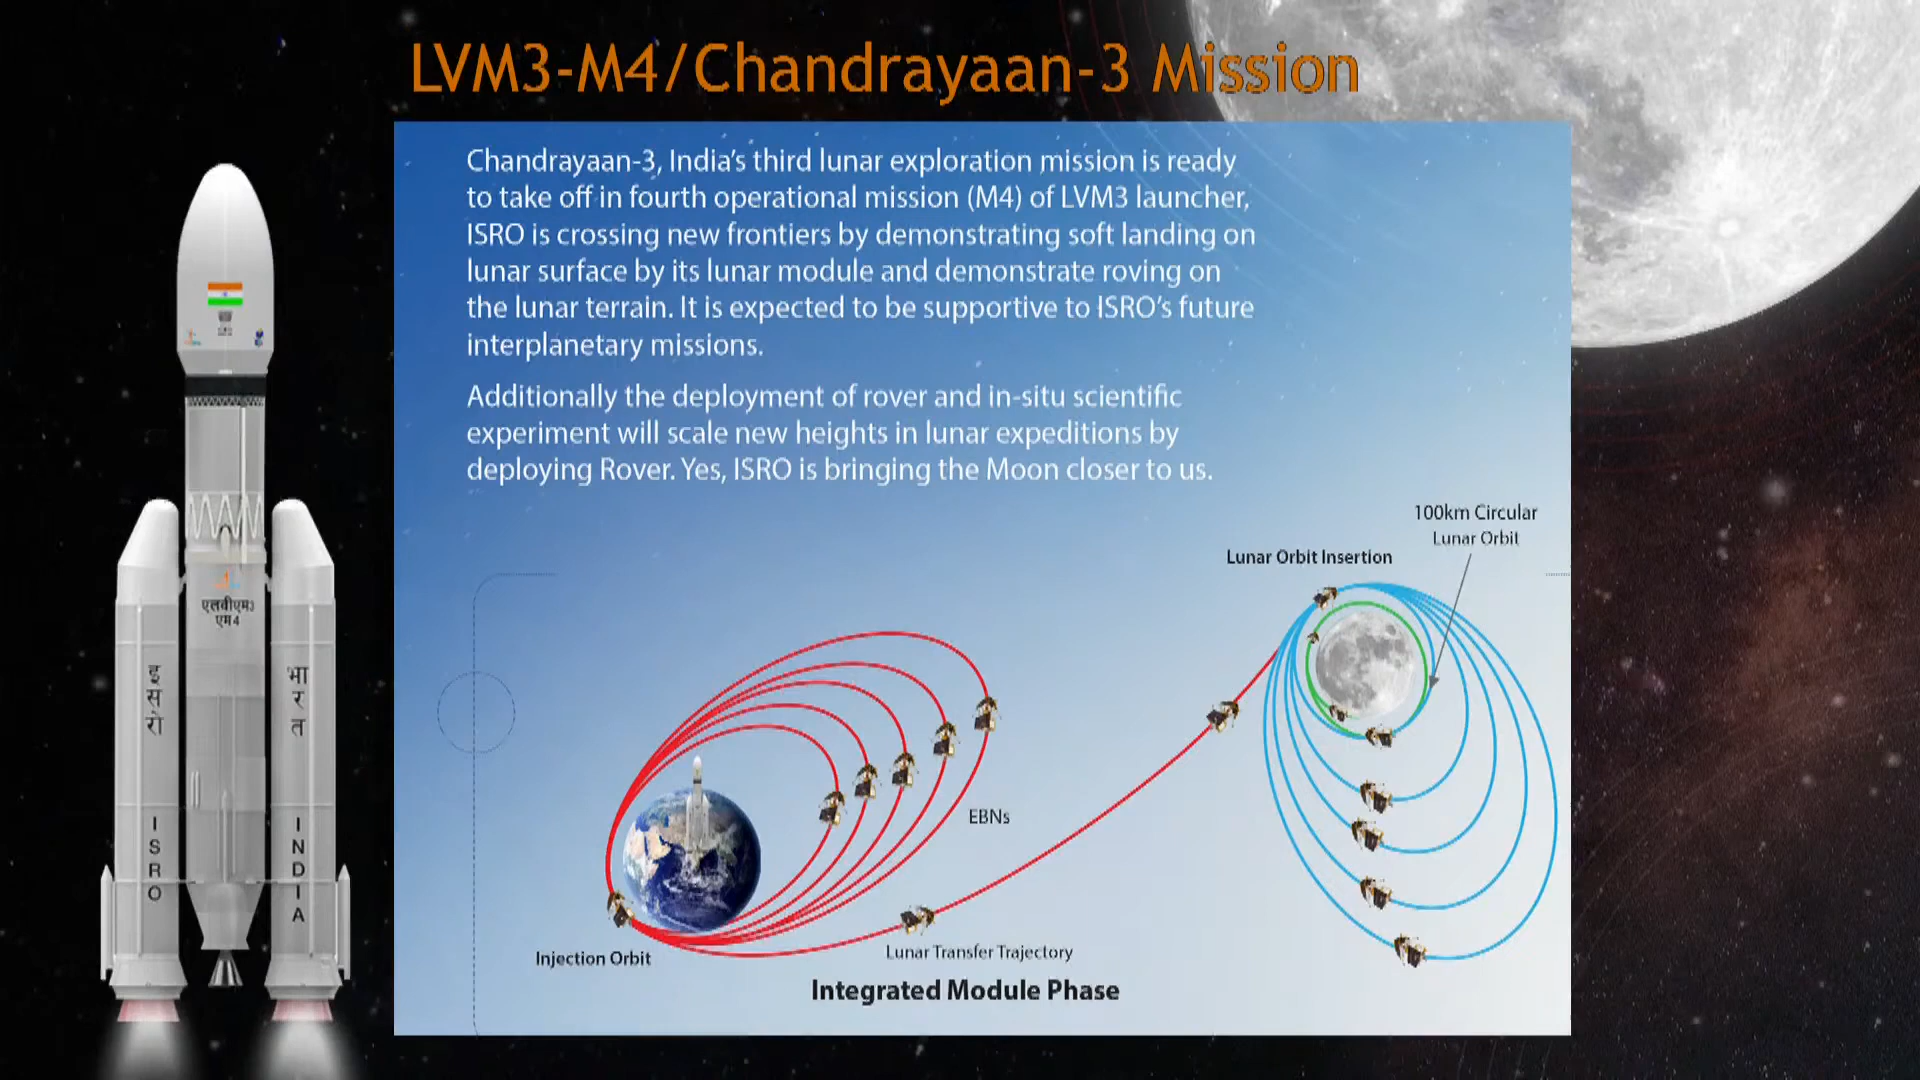 LVM3-M4/Chandrayaan-3 Mission
Chandrayaan-3, India's third lunar exploration mission is ready
to take off in fourth operational mission (M4) of LVM3 launcher,
ISRO is crossing new frontiers by demonstrating soft landing on
lunar surface by its lunar module and demonstrate roving on
the lunar terrain. It is expected to be supportive to ISRO's future
interplanetary missions.
Additionally the deployment of rover and in-situ scientific
experiment will scale new heights in lunar expeditions by
deploying Rover. Yes, ISRO is bringing the Moon closer to us.
100km Circular
Lunar Orbit
Lunar Orbit Insertion
EBNs
Injection Orbit
Lunar Transfer Trajectory
Integrated Module Phase
एलवीएम3
एम4
इसरो
भारत
ISRO
INDIA